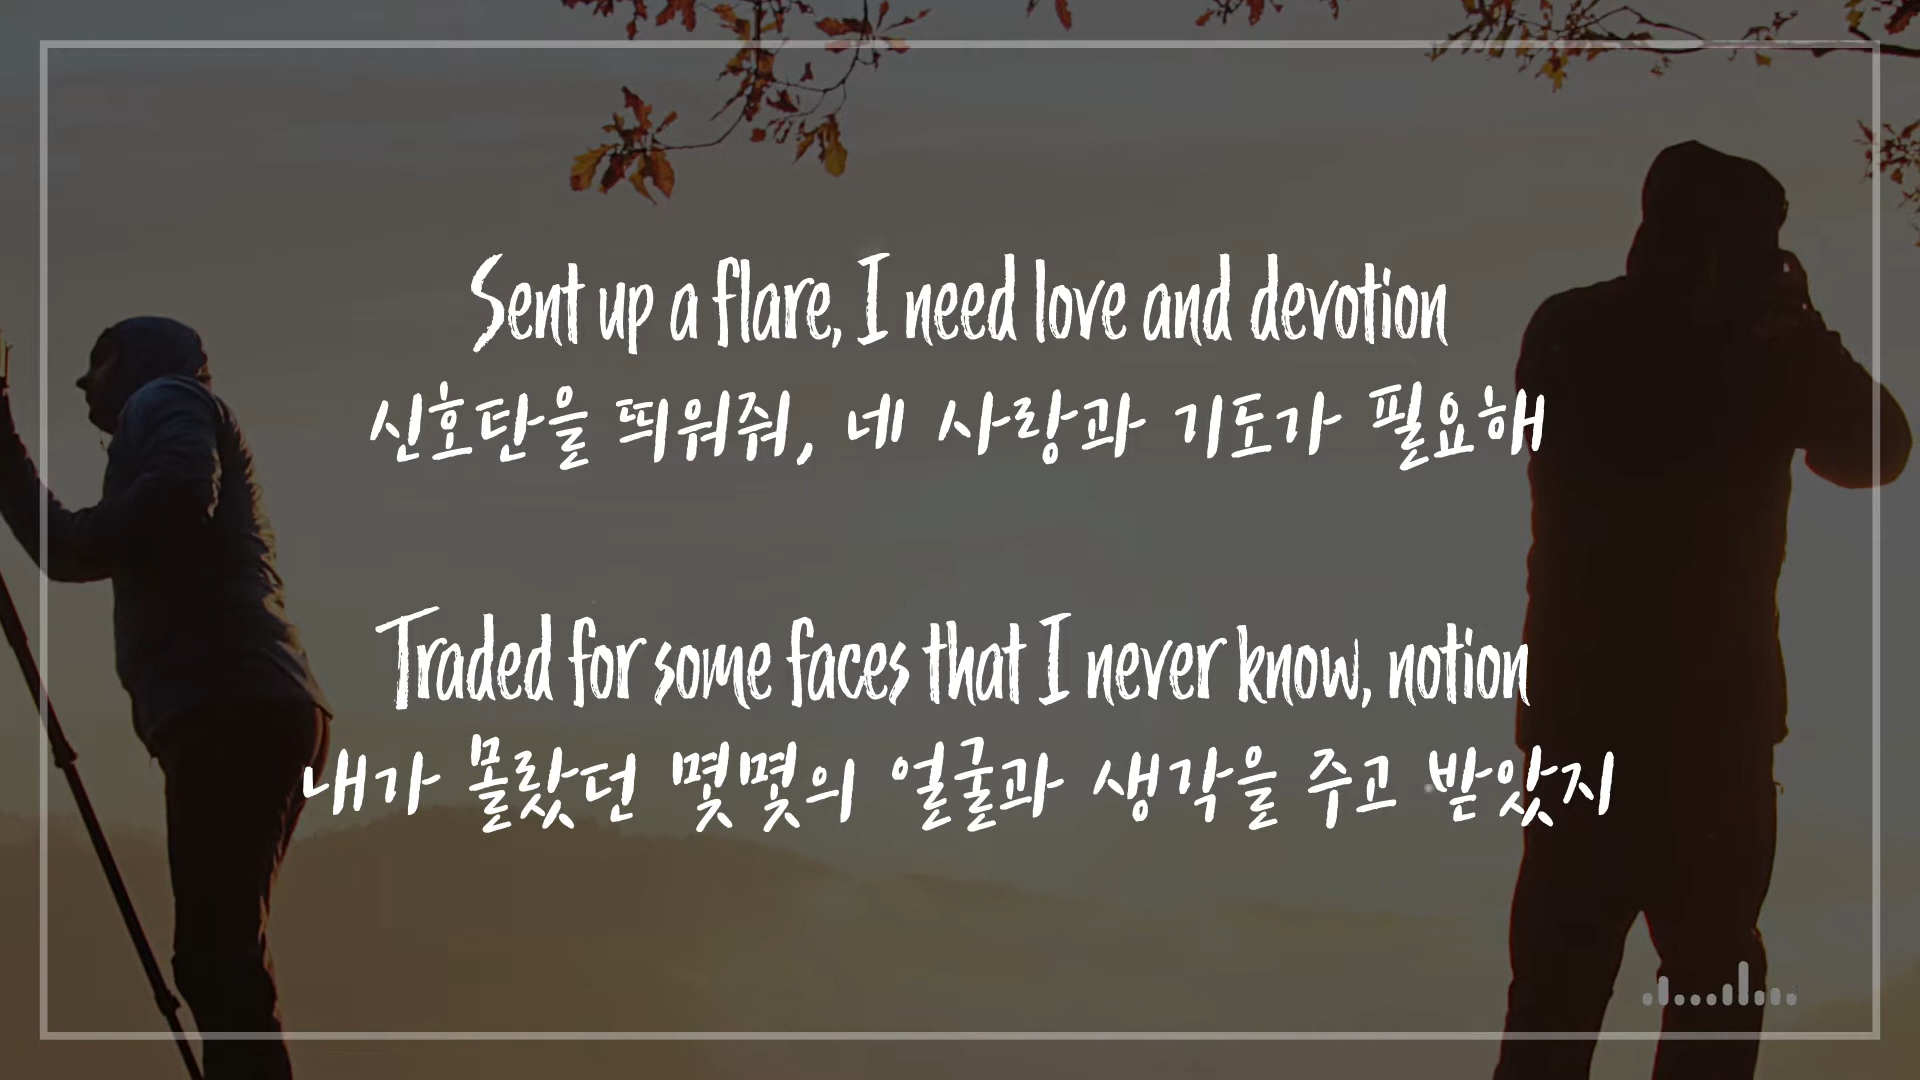 Sent up a flare, I need love and devotion
신호탄을 띄워줘, 네 사랑과 기도가 필요해
Traded for some faces that I never know, notion
내가 몰랐던 몇몇의 얼굴과 생각을 주고 받았지